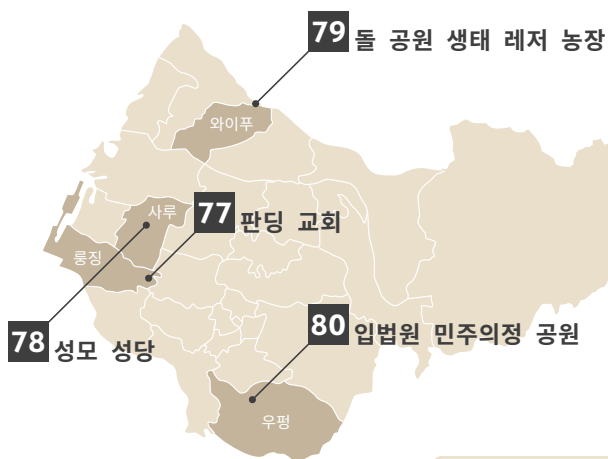 79 돌 공원 생태 레저 농장
와이푸
사루
77 판딩 교회
룽징
80 입법원 민주의정 공원
78 성모 성당
우펑